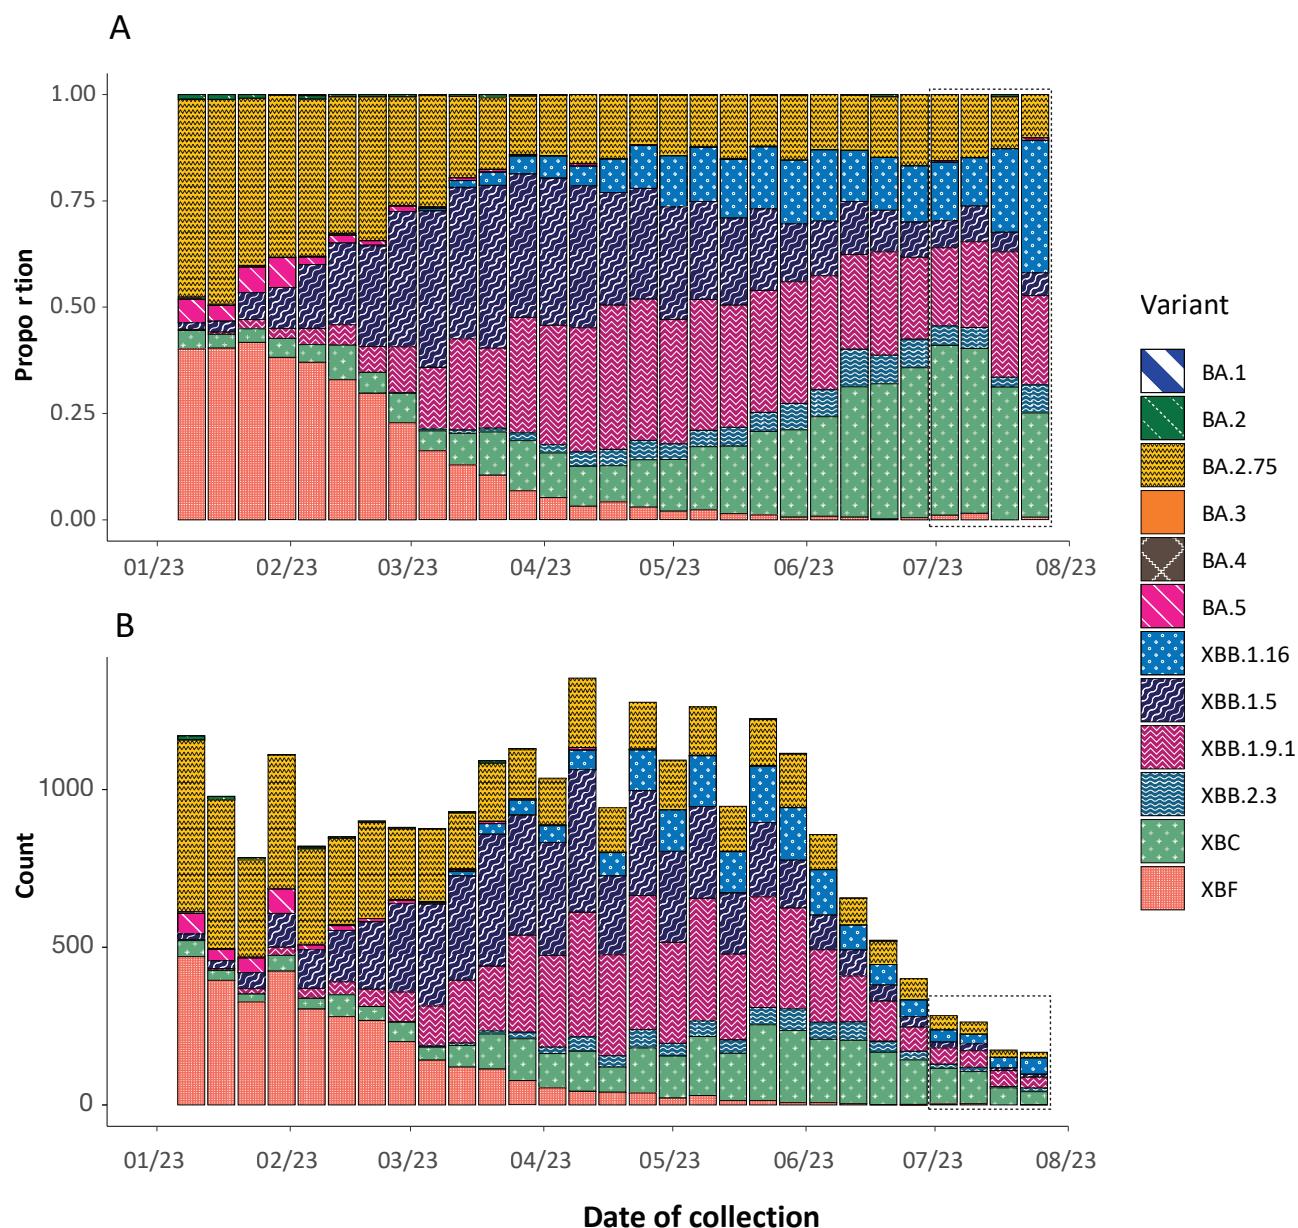 A
1.00
0.75
0.50
0.25
0.00
Propo rtion
01/23 02/23 03/23 04/23 05/23 06/23 07/23 08/23
Variant
BA.1
BA.2
BA.2.75
BA.3
BA.4
BA.5
XBB.1.16
XBB.1.5
XBB.1.9.1
XBB.2.3
XBC
XBF
B
1000
500
0
Count
01/23 02/23 03/23 04/23 05/23 06/23 07/23 08/23
Date of collection